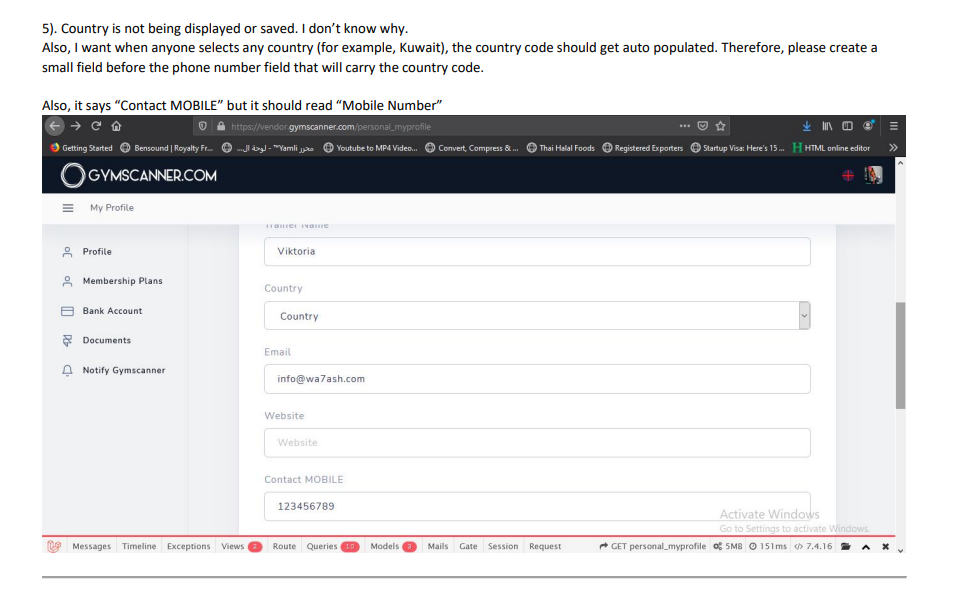 5). Country is not being displayed or saved. I don’t know why.
Also, I want when anyone selects any country (for example, Kuwait), the country code should get auto populated. Therefore, please create a
small field before the phone number field that will carry the country code.
Also, it says “Contact MOBILE” but it should read “Mobile Number”
https://vendor.gymscanner.com/personal_myprofile
Getting Started Bensound | Royalty Fr... محرر Yamli™ - لوحة ال... Youtube to MP4 Video... Convert, Compress & ... Thai Halal Foods Registered Exporters Startup Visa: Here's 15 ... HTML online editor
GYMSCANNER.COM
My Profile
Trainer Name
Profile
Viktoria
Membership Plans
Country
Bank Account
Country
Documents
Email
Notify Gymscanner
info@wa7ash.com
Website
Website
Contact MOBILE
123456789
Activate Windows
Go to Settings to activate Windows.
Messages Timeline Exceptions Views 2 Route Queries 10 Models 3 Mails Gate Session Request GET personal_myprofile 5MB 151ms 7.4.16